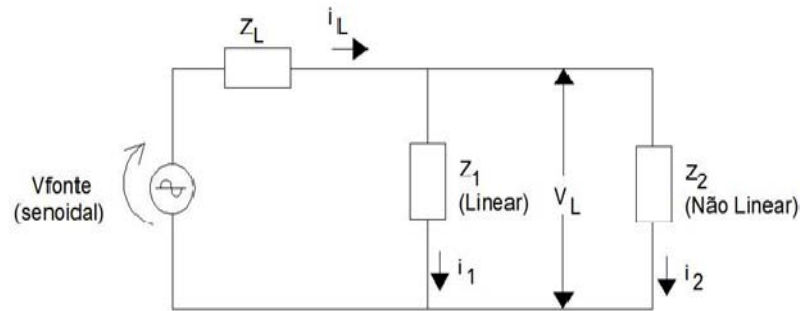 Z_L
i_L
Vfonte
(senoidal)
Z_1
(Linear)
V_L
Z_2
(Não Linear)
i_1
i_2